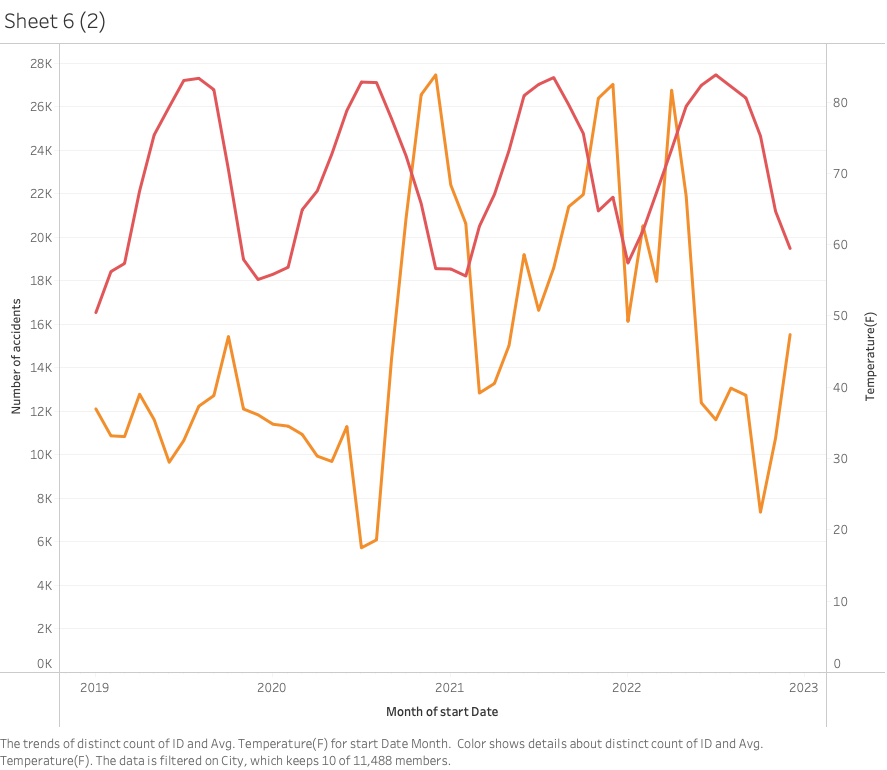 Sheet 6 (2)
28K
26K
24K
22K
20K
18K
16K
14K
12K
10K
8K
6K
4K
2K
0K
Number of accidents
80
70
60
50
40
30
20
10
0
Temperature(F)
2019 2020 2021 2022 2023
Month of start Date
The trends of distinct count of ID and Avg. Temperature(F) for start Date Month.  Color shows details about distinct count of ID and Avg.
Temperature(F). The data is filtered on City, which keeps 10 of 11,488 members.